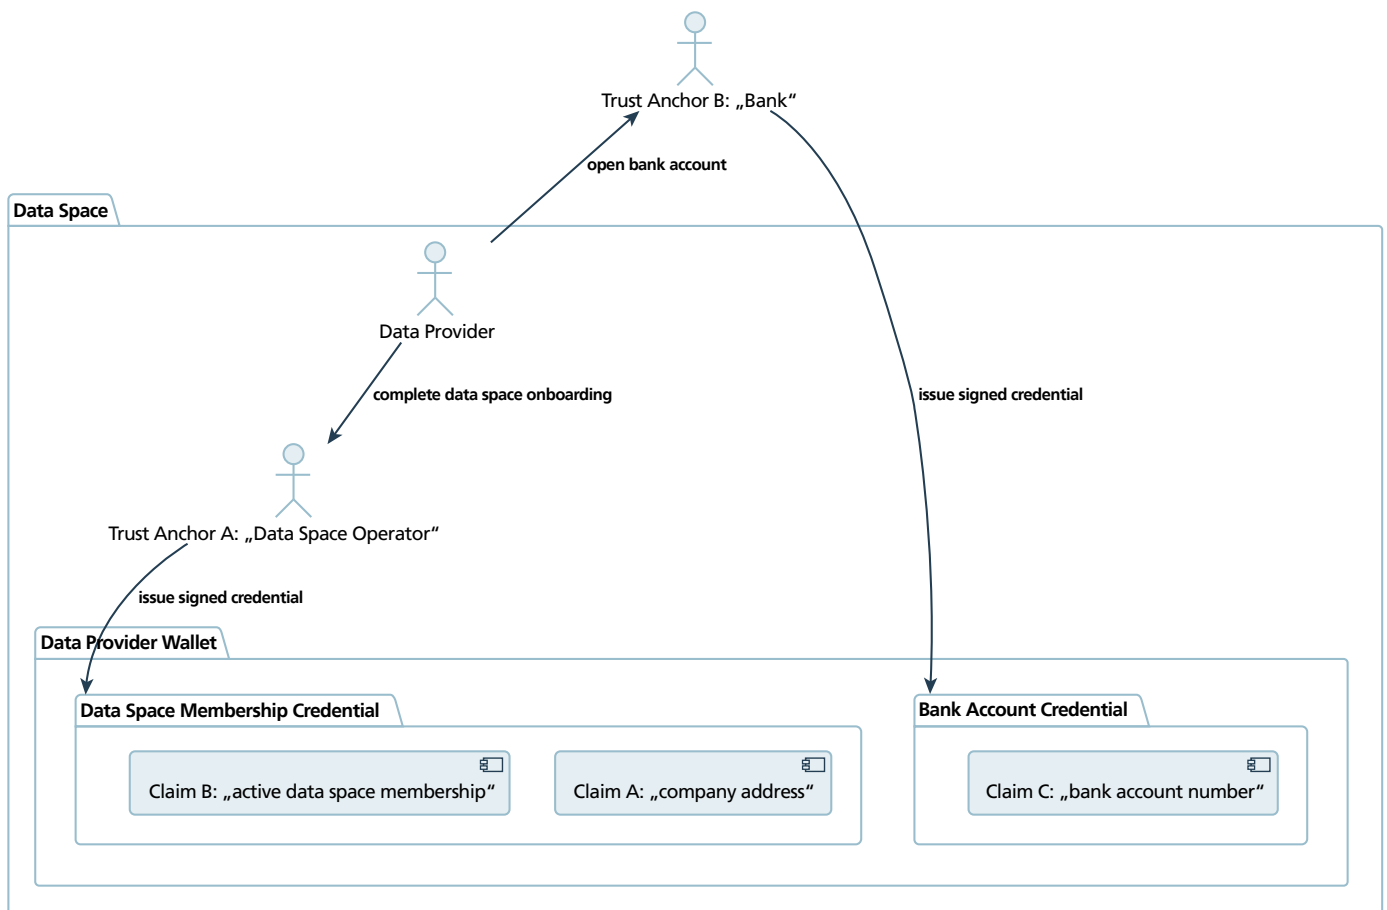 Trust Anchor B: „Bank“
open bank account
Data Space
Data Provider
complete data space onboarding
issue signed credential
Trust Anchor A: „Data Space Operator“
issue signed credential
Data Provider Wallet
Data Space Membership Credential
Bank Account Credential
Claim B: „active data space membership“
Claim A: „company address“
Claim C: „bank account number“